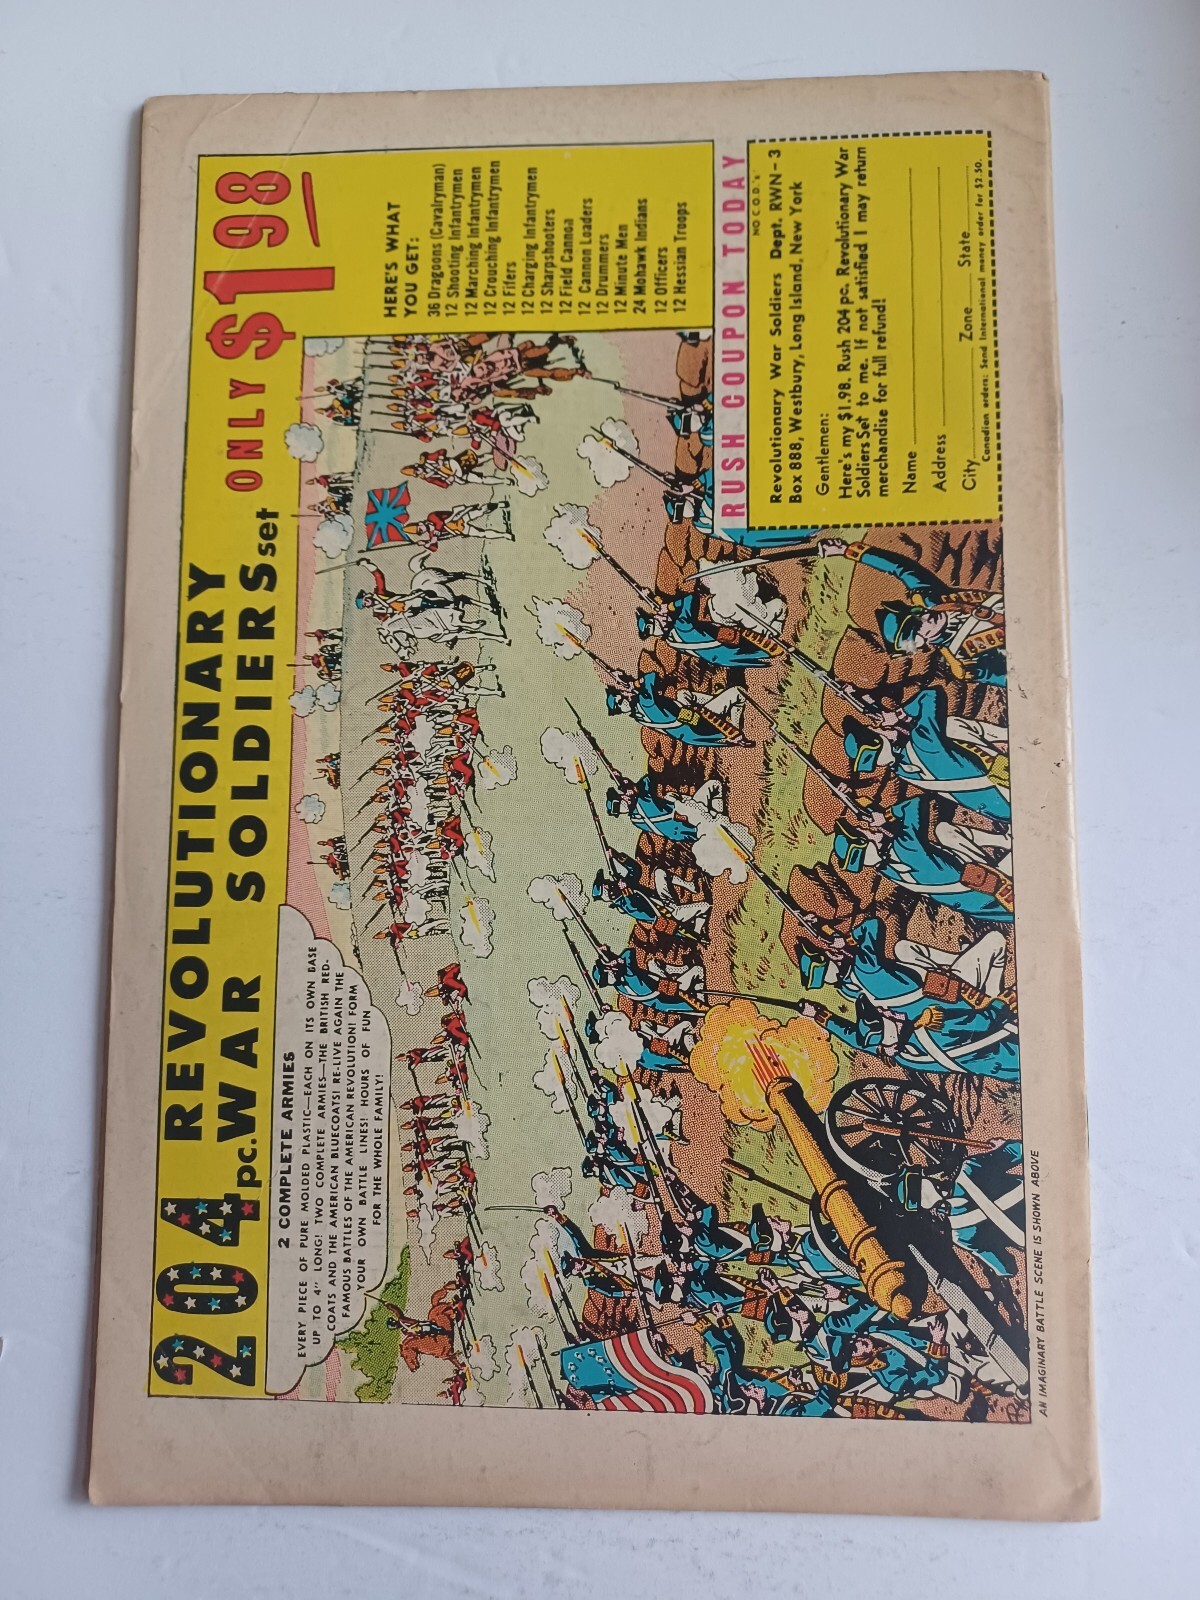 204 REVOLUTIONARY
pc. WAR SOLDIERS set ONLY $198
2 COMPLETE ARMIES
EVERY PIECE OF PURE MOLDED PLASTIC—EACH ON ITS OWN BASE
UP TO 4" LONG! TWO COMPLETE ARMIES—THE BRITISH RED-
COATS AND THE AMERICAN BLUECOATS! RE-LIVE AGAIN THE
FAMOUS BATTLES OF THE AMERICAN REVOLUTION! FORM
YOUR OWN BATTLE LINES! HOURS OF FUN
FOR THE WHOLE FAMILY!
HERE'S WHAT
YOU GET:
36 Dragoons (Cavalryman)
12 Shooting Infantrymen
12 Marching Infantrymen
12 Crouching Infantrymen
12 Fifers
12 Charging Infantrymen
12 Sharpshooters
12 Field Cannoa
12 Cannon Loaders
12 Drummers
12 Minute Men
24 Mohawk Indians
12 Officers
12 Hessian Troops
RUSH COUPON TODAY
NO C.O.D.'s
Revolutionary War Soldiers Dept. RWN-3
Box 888, Westbury, Long Island, New York
Gentlemen:
Here's my $1.98. Rush 204 pc. Revolutionary War
Soldiers Set to me. If not satisfied I may return
merchandise for full refund!
Name
Address
City Zone State
Canadian orders: Send International money order for $2.50.
AN IMAGINARY BATTLE SCENE IS SHOWN ABOVE